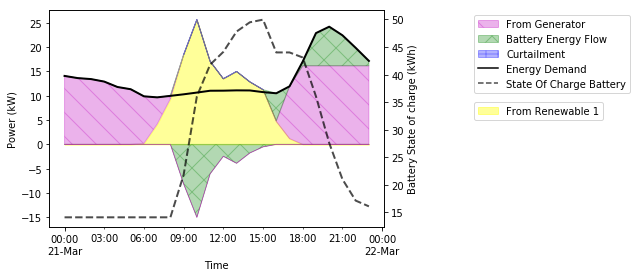 25
20
15
10
5
0
−5
−10
−15
Power (kW)
50
45
40
35
30
25
20
15
Battery State of charge (kWh)
00:00
21-Mar
03:00
06:00
09:00
12:00
15:00
18:00
21:00
00:00
22-Mar
Time
From Generator
Battery Energy Flow
Curtailment
Energy Demand
State Of Charge Battery
From Renewable 1